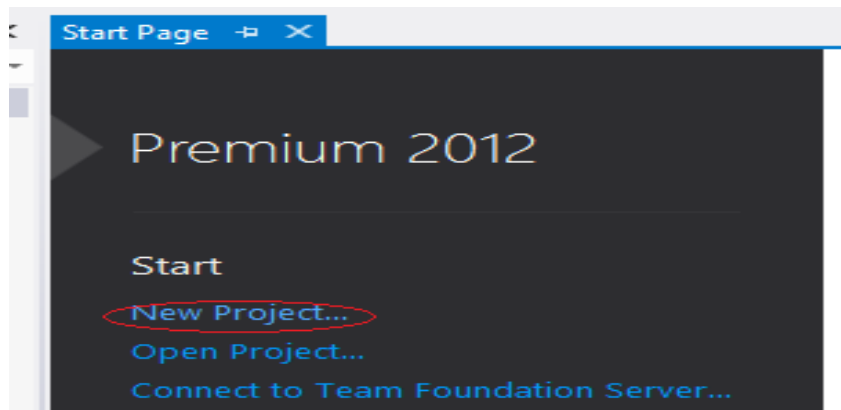 Start Page
Premium 2012
Start
New Project...
Open Project...
Connect to Team Foundation Server...